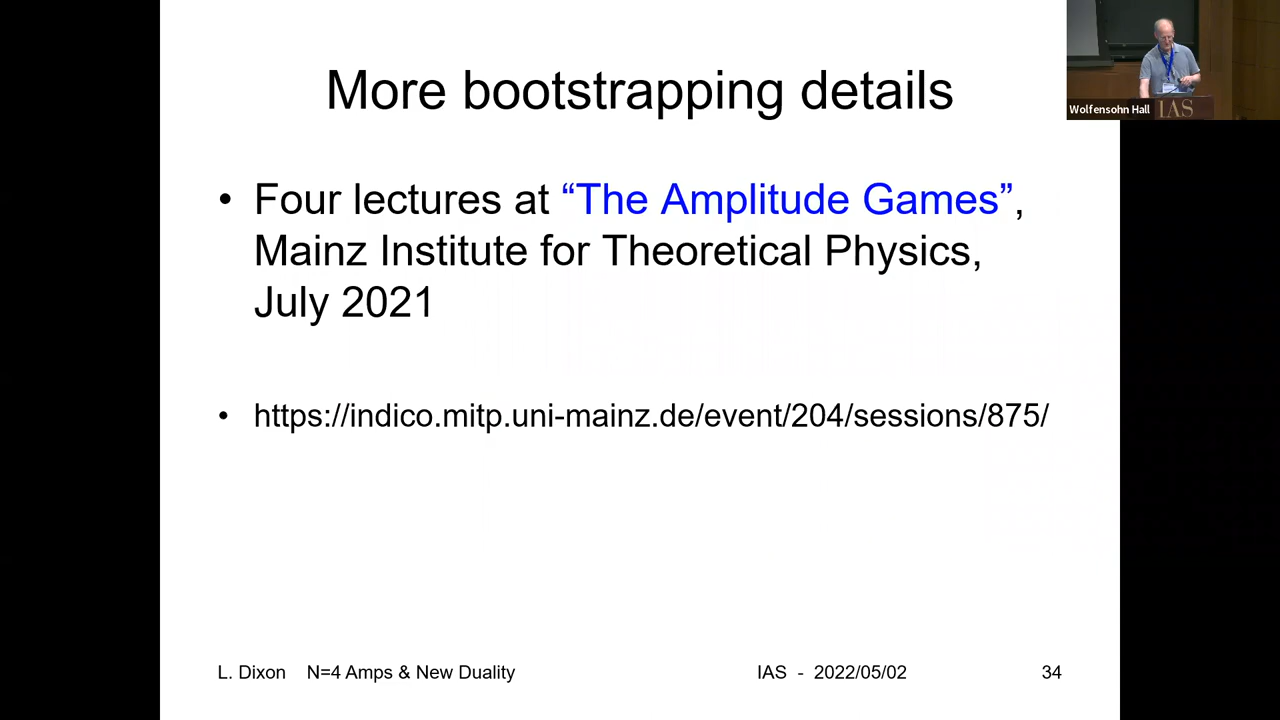 More bootstrapping details
Wolfensohn Hall
IAS
• Four lectures at “The Amplitude Games”,
Mainz Institute for Theoretical Physics,
July 2021
• https://indico.mitp.uni-mainz.de/event/204/sessions/875/
L. Dixon N=4 Amps & New Duality
IAS - 2022/05/02
34